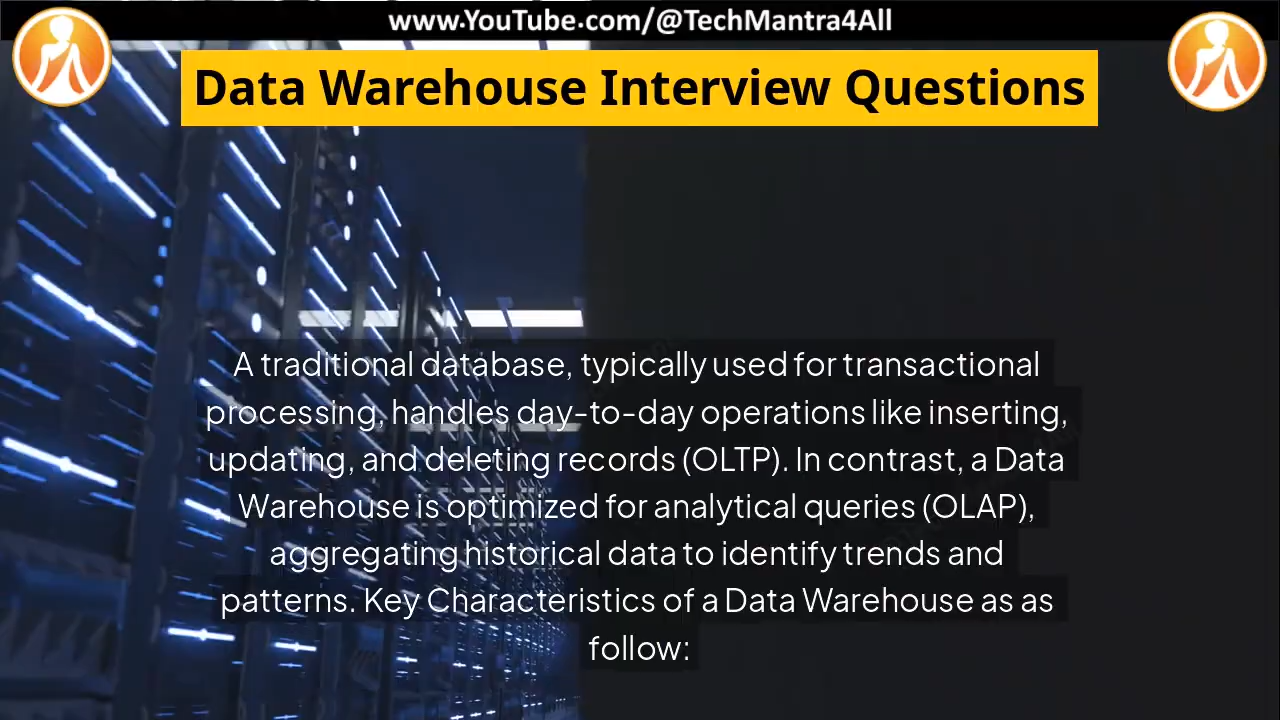 www.YouTube.com/@TechMantra4All
Data Warehouse Interview Questions
A traditional database, typically used for transactional
processing, handles day-to-day operations like inserting,
updating, and deleting records (OLTP). In contrast, a Data
Warehouse is optimized for analytical queries (OLAP),
aggregating historical data to identify trends and
patterns. Key Characteristics of a Data Warehouse as as
follow: